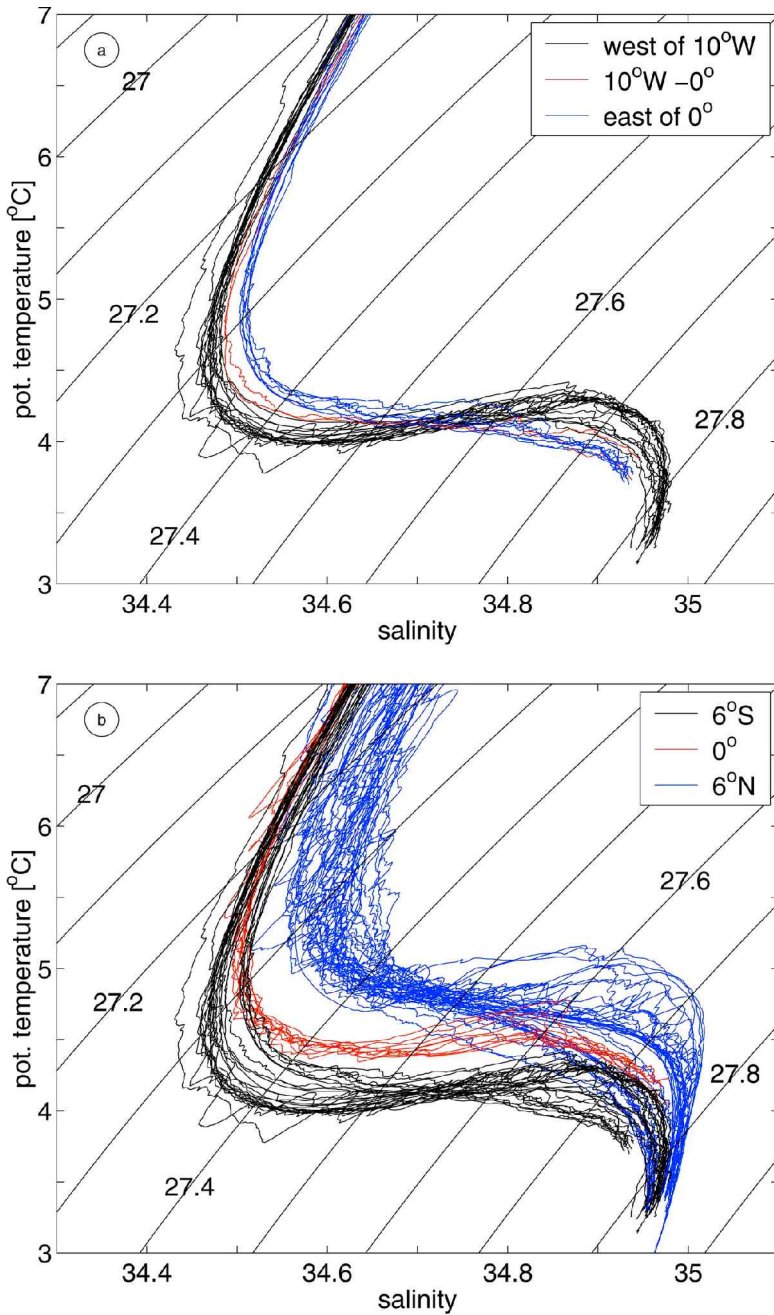 7
a
west of 10°W
10°W –0°
east of 0°
27
6
pot. temperature [°C]
5
27.2
27.6
4
27.8
27.4
3
34.4
34.6
34.8
35
salinity
7
b
6°S
0°
6°N
27
6
27.6
pot. temperature [°C]
5
27.2
4
27.8
27.4
3
34.4
34.6
34.8
35
salinity